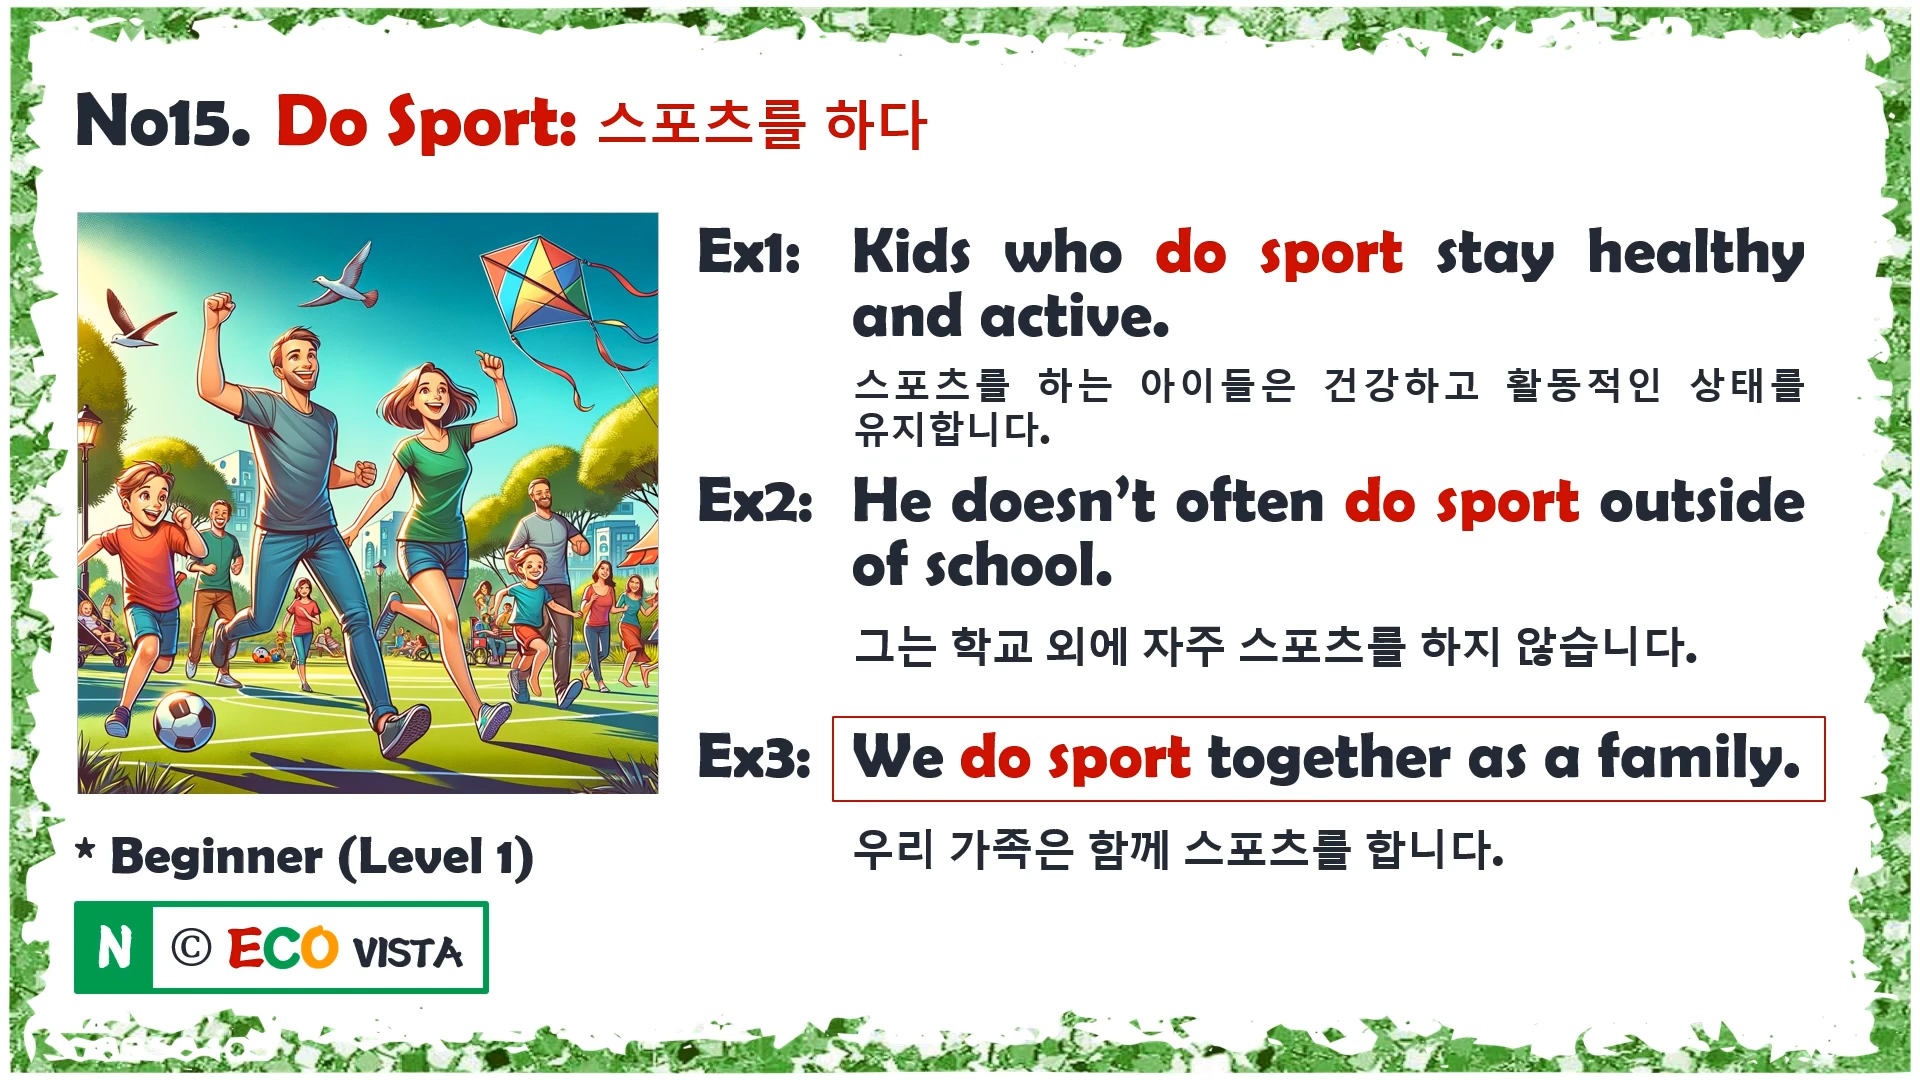 No15. Do Sport: 스포츠를 하다
Ex1: Kids who do sport stay healthy
and active.
스포츠를 하는 아이들은 건강하고 활동적인 상태를
유지합니다.
Ex2: He doesn’t often do sport outside
of school.
그는 학교 외에 자주 스포츠를 하지 않습니다.
Ex3: We do sport together as a family.
우리 가족은 함께 스포츠를 합니다.
* Beginner (Level 1)
N © ECO VISTA